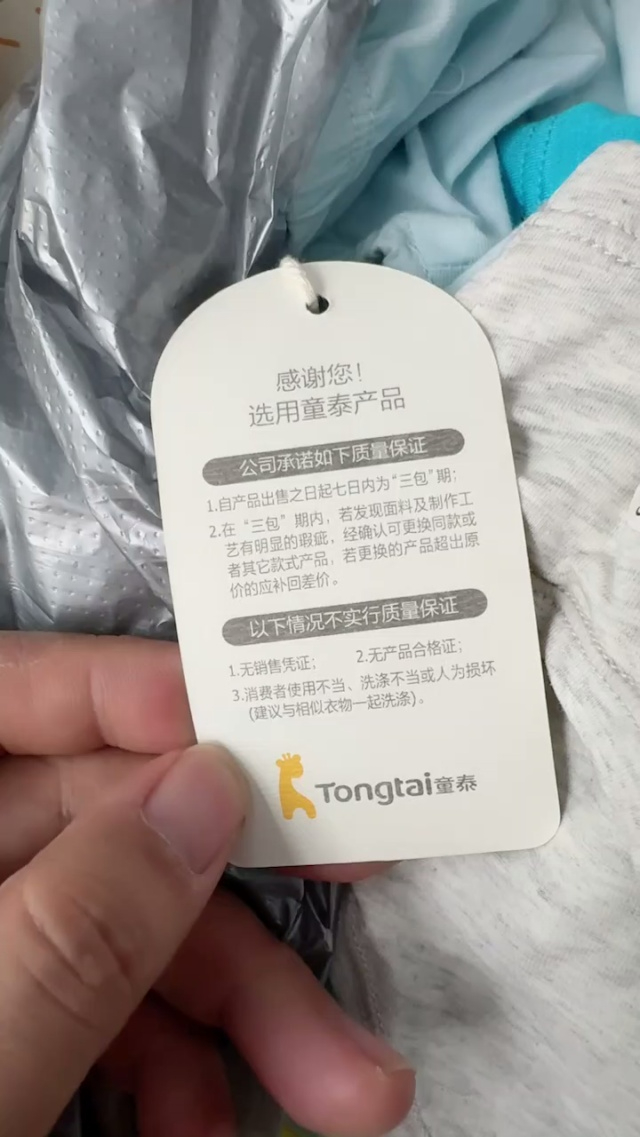 感谢您！
选用童泰产品
公司承诺如下质量保证
1.自产品出售之日起七日内为“三包”期；
2.在“三包”期内，若发现面料及制作工
艺有明显的瑕疵，经确认可更换同款或
者其它款式产品，若更换的产品超出原
价的应补回差价。
以下情况不实行质量保证
1.无销售凭证； 2.无产品合格证；
3.消费者使用不当、洗涤不当或人为损坏
(建议与相似衣物一起洗涤)。
Tongtai童泰